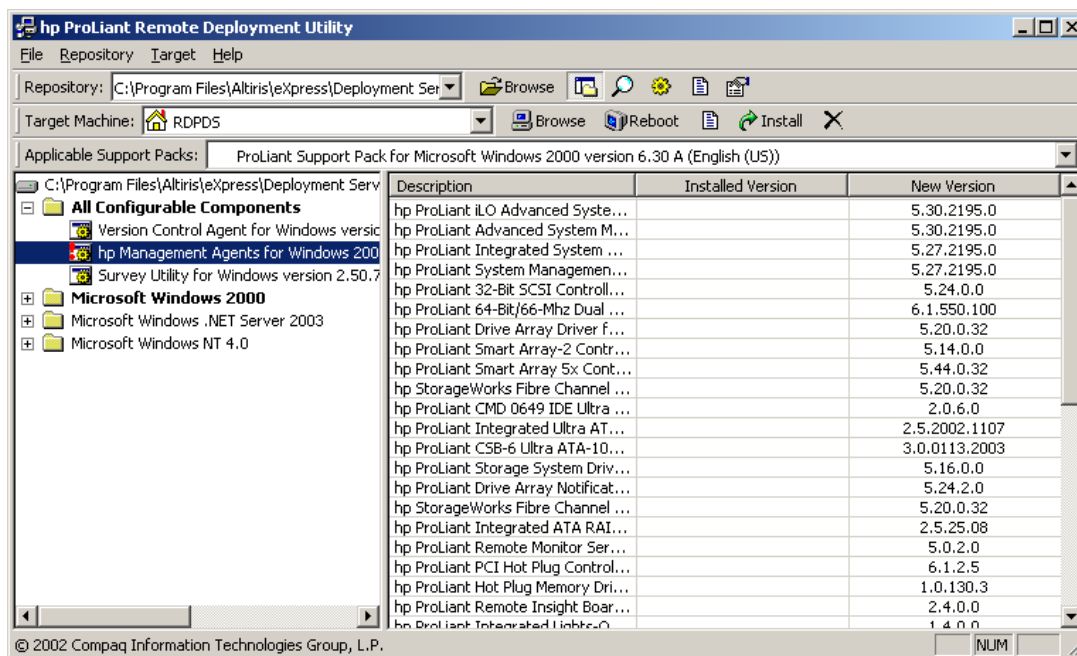 hp ProLiant Remote Deployment Utility
File Repository Target Help
Repository: C:\Program Files\Altiris\eXpress\Deployment Ser Browse
Target Machine: RDPDS Browse Reboot Install
Applicable Support Packs: ProLiant Support Pack for Microsoft Windows 2000 version 6.30 A (English (US))
C:\Program Files\Altiris\eXpress\Deployment Serv
All Configurable Components
Version Control Agent for Windows versic
hp Management Agents for Windows 200
Survey Utility for Windows version 2.50.7
Microsoft Windows 2000
Microsoft Windows .NET Server 2003
Microsoft Windows NT 4.0
Description Installed Version New Version
hp ProLiant iLO Advanced Syste... 5.30.2195.0
hp ProLiant Advanced System M... 5.30.2195.0
hp ProLiant Integrated System ... 5.27.2195.0
hp ProLiant System Managemen... 5.27.2195.0
hp ProLiant 32-Bit SCSI Controll... 5.24.0.0
hp ProLiant 64-Bit/66-Mhz Dual ... 6.1.550.100
hp ProLiant Drive Array Driver f... 5.20.0.32
hp ProLiant Smart Array-2 Contr... 5.14.0.0
hp ProLiant Smart Array 5x Cont... 5.44.0.32
hp StorageWorks Fibre Channel ... 5.20.0.32
hp ProLiant CMD 0649 IDE Ultra ... 2.0.6.0
hp ProLiant Integrated Ultra AT... 2.5.2002.1107
hp ProLiant CSB-6 Ultra ATA-10... 3.0.0113.2003
hp ProLiant Storage System Driv... 5.16.0.0
hp ProLiant Drive Array Notificat... 5.24.2.0
hp StorageWorks Fibre Channel ... 5.20.0.32
hp ProLiant Integrated ATA RAI... 2.5.25.08
hp ProLiant Remote Monitor Ser... 5.0.2.0
hp ProLiant PCI Hot Plug Control... 6.1.2.5
hp ProLiant Hot Plug Memory Dri... 1.0.130.3
hp ProLiant Remote Insight Boar... 2.4.0.0
hp ProLiant Integrated Lights-O 1.4.0.0
© 2002 Compaq Information Technologies Group, L.P. NUM